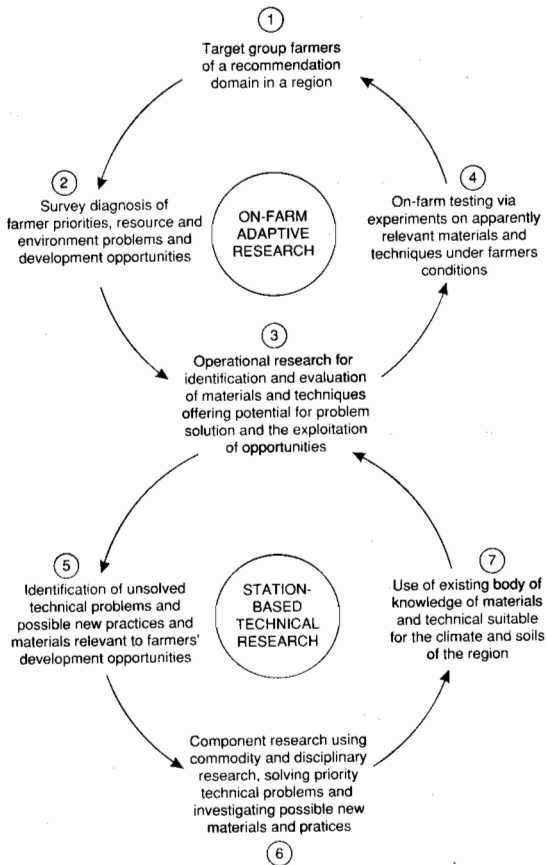 1
Target group farmers
of a recommendation
domain in a region
2
Survey diagnosis of
farmer priorities, resource and
environment problems and
development opportunities
ON-FARM
ADAPTIVE
RESEARCH
4
On-farm testing via
experiments on apparently
relevant materials and
techniques under farmers
conditions
3
Operational research for
identification and evaluation
of materials and techniques
offering potential for problem
solution and the exploitation
of opportunities
5
Identification of unsolved
technical problems and
possible new practices and
materials relevant to farmers'
development opportunities
STATION-
BASED
TECHNICAL
RESEARCH
7
Use of existing body of
knowledge of materials
and technical suitable
for the climate and soils
of the region
Component research using
commodity and disciplinary
research, solving priority
technical problems and
investigating possible new
materials and pratices
6